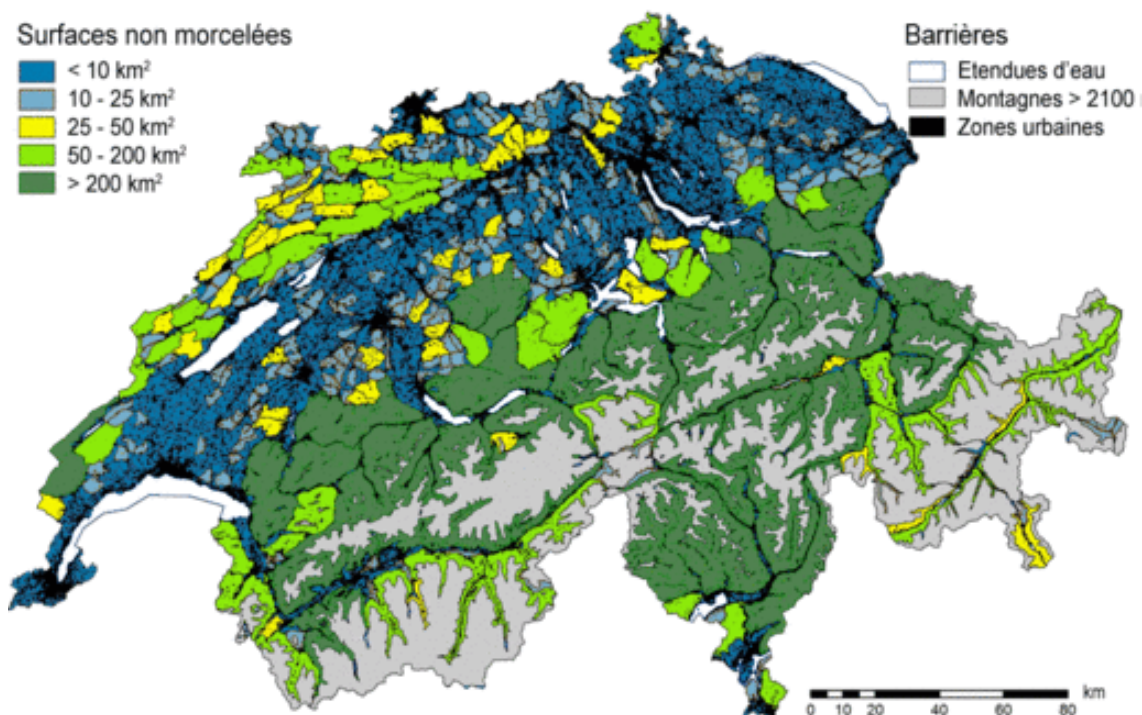 Surfaces non morcelées
< 10 km²
10 - 25 km²
25 - 50 km²
50 - 200 km²
> 200 km²
Barrières
Etendues d'eau
Montagnes > 2100
Zones urbaines
km
0 10 20 40 60 80